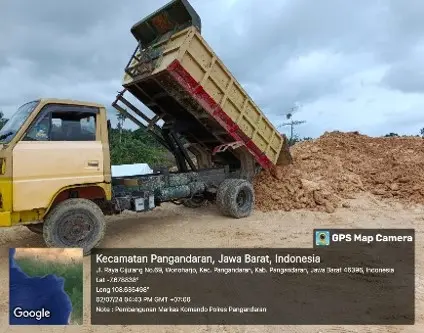 GPS Map Camera
Kecamatan Pangandaran, Jawa Barat, Indonesia
Jl. Raya Cijulang No.69, Wonoharjo, Kec. Pangandaran, Kab. Pangandaran, Jawa Barat 46396, Indonesia
Lat -7.678838°
Long 108.635498°
02/07/24 04:43 PM GMT +07:00
Note : Pembangunan Markas Komando Polres Pangandaran
Google